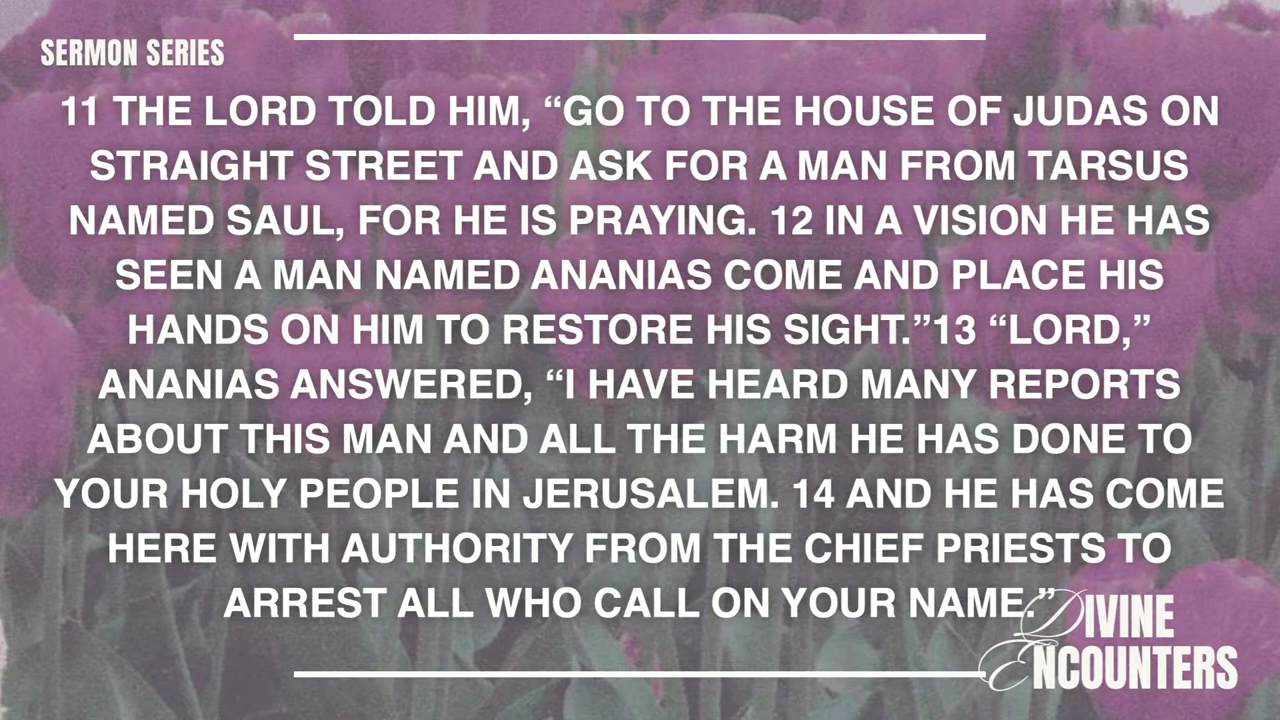 SERMON SERIES
11 THE LORD TOLD HIM, “GO TO THE HOUSE OF JUDAS ON
STRAIGHT STREET AND ASK FOR A MAN FROM TARSUS
NAMED SAUL, FOR HE IS PRAYING. 12 IN A VISION HE HAS
SEEN A MAN NAMED ANANIAS COME AND PLACE HIS
HANDS ON HIM TO RESTORE HIS SIGHT.”13 “LORD,”
ANANIAS ANSWERED, “I HAVE HEARD MANY REPORTS
ABOUT THIS MAN AND ALL THE HARM HE HAS DONE TO
YOUR HOLY PEOPLE IN JERUSALEM. 14 AND HE HAS COME
HERE WITH AUTHORITY FROM THE CHIEF PRIESTS TO
ARREST ALL WHO CALL ON YOUR NAME.”
DIVINE
ENCOUNTERS